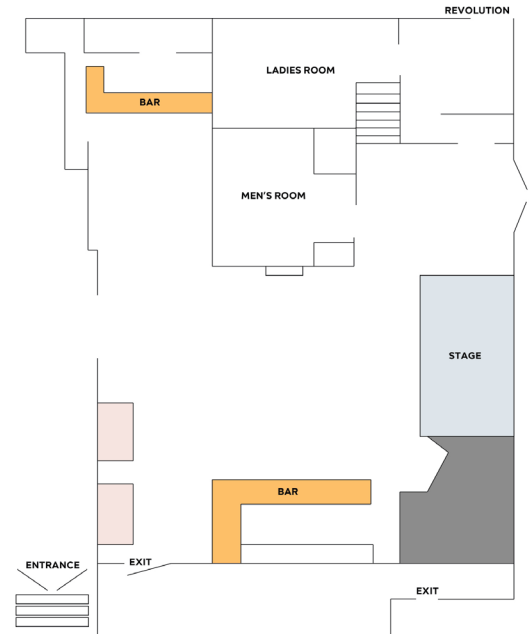 REVOLUTION
LADIES ROOM
BAR
MEN'S ROOM
STAGE
BAR
EXIT
ENTRANCE
EXIT